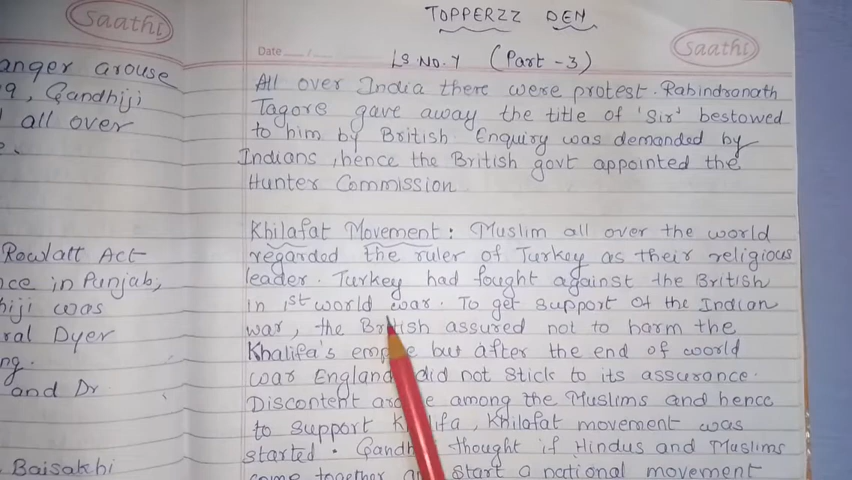 saathi
anger arouse
9, Gandhiji
all over
Rowlatt Act
nce in Punjab,
hiji was
ral Dyer
ng.
and Dr
Baisakhi
TOPPERZZ DEN
saathi
Date
LS.NO.7 (Part-3)
All over India there were protest. Rabindranath
Tagore gave away the title of 'Sir' bestowed
to him by British. Enquiry was demanded by
Indians, hence the British govt appointed the
Hunter Commission
Khilafat Movement: Muslim all over the world
regarded the ruler of Turkey as their religious
leader. Turkey had fought against the British
in 1st world war. To get support of the Indian
war, the British assured not to harm the
Khalifa's empire but after the end of world
war England did not stick to its assurance.
Discontent arose among the Muslims and hence
to support Khalifa, Khilafat movement was
started. Gandhi thought if Hindus and Muslims
come together and start a national movement